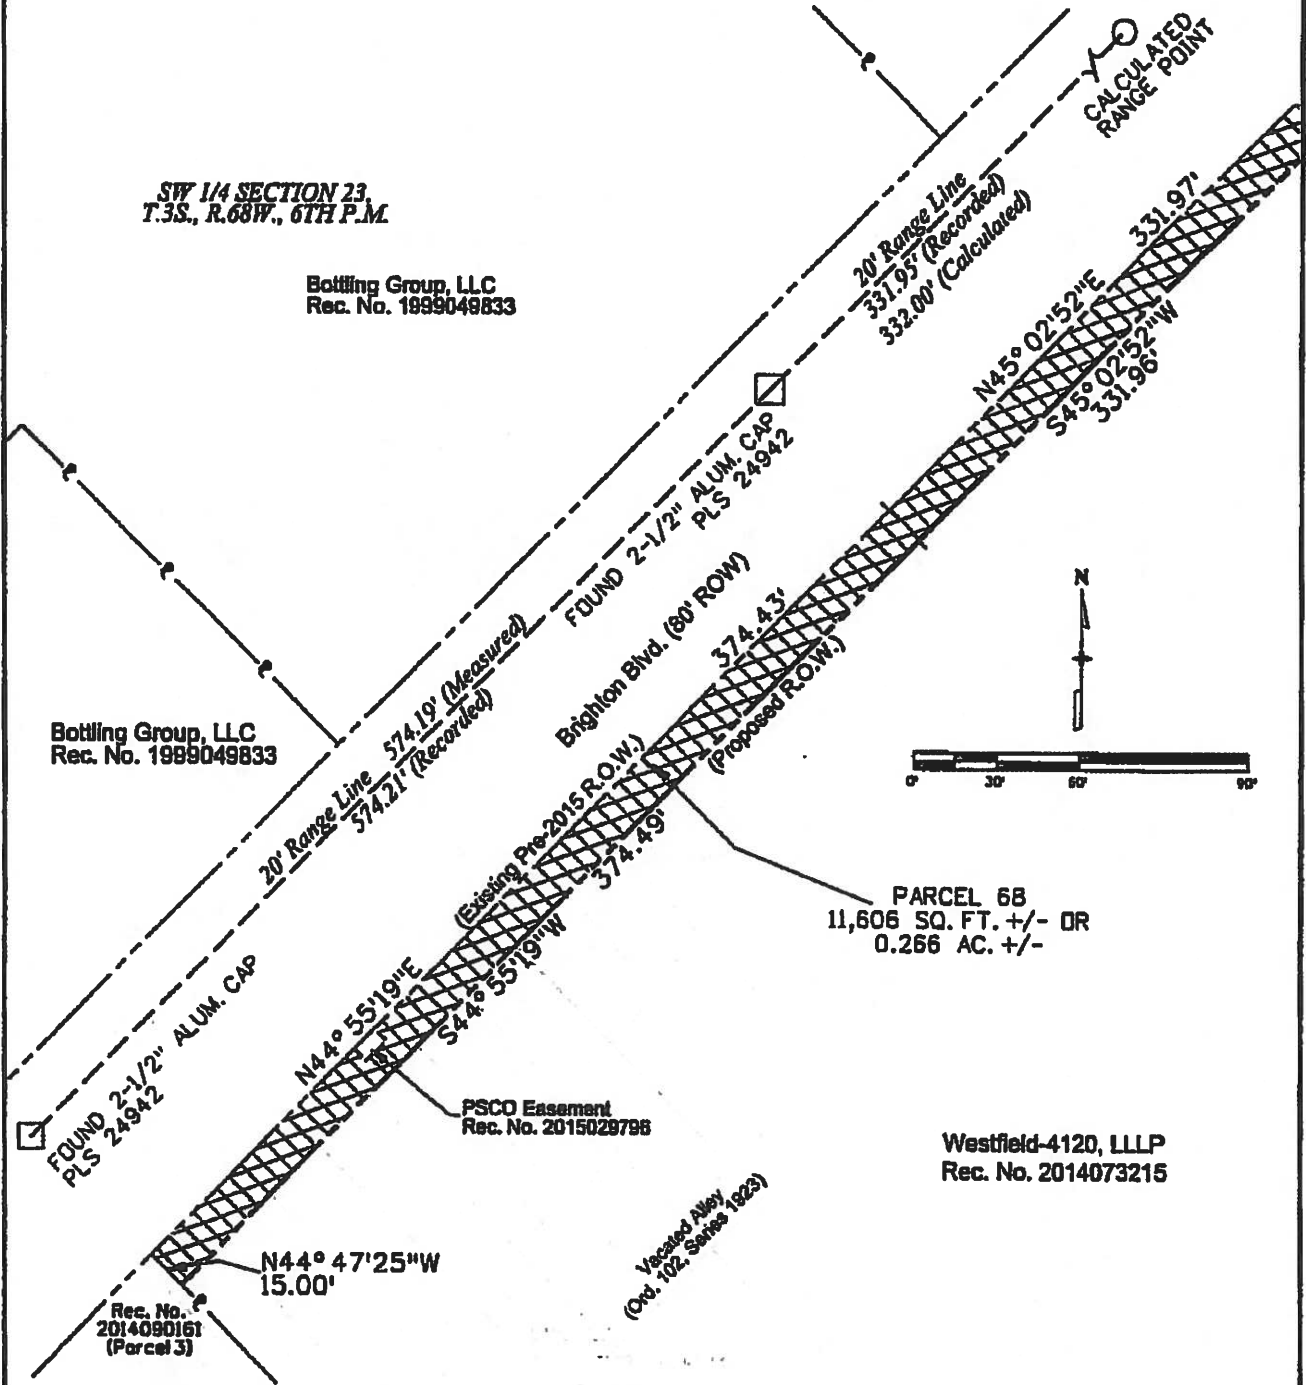 CALCULATED
RANGE POINT
SW 1/4 SECTION 23,
T.3S., R.68W., 6TH P.M.
Bottling Group, LLC
Rec. No. 1999049833
20' Range Line
331.95' (Recorded)
332.00' (Calculated)
331.97'
N45° 02'52"E
S45° 02'52"W
331.96'
FOUND 2-1/2" ALUM. CAP
PLS 24942
Brighton Blvd. (80' ROW)
374.43'
(Proposed R.O.W.)
N
0'
30'
60'
90'
Bottling Group, LLC
Rec. No. 1999049833
20' Range Line 574.19' (Measured)
574.21' (Recorded)
(Existing Pre-2015 R.O.W.)
374.49'
N44° 55'19"E
S44° 55'19"W
PARCEL 68
11,606 SQ. FT. +/- OR
0.266 AC. +/-
FOUND 2-1/2" ALUM. CAP
PLS 24942
PSCO Easement
Rec. No. 2015029796
Westfield-4120, LLLP
Rec. No. 2014073215
Vacated Alley
(Ord. 102, Series 1923)
N44° 47'25"W
15.00'
Rec. No.
2014090161
(Parcel 3)